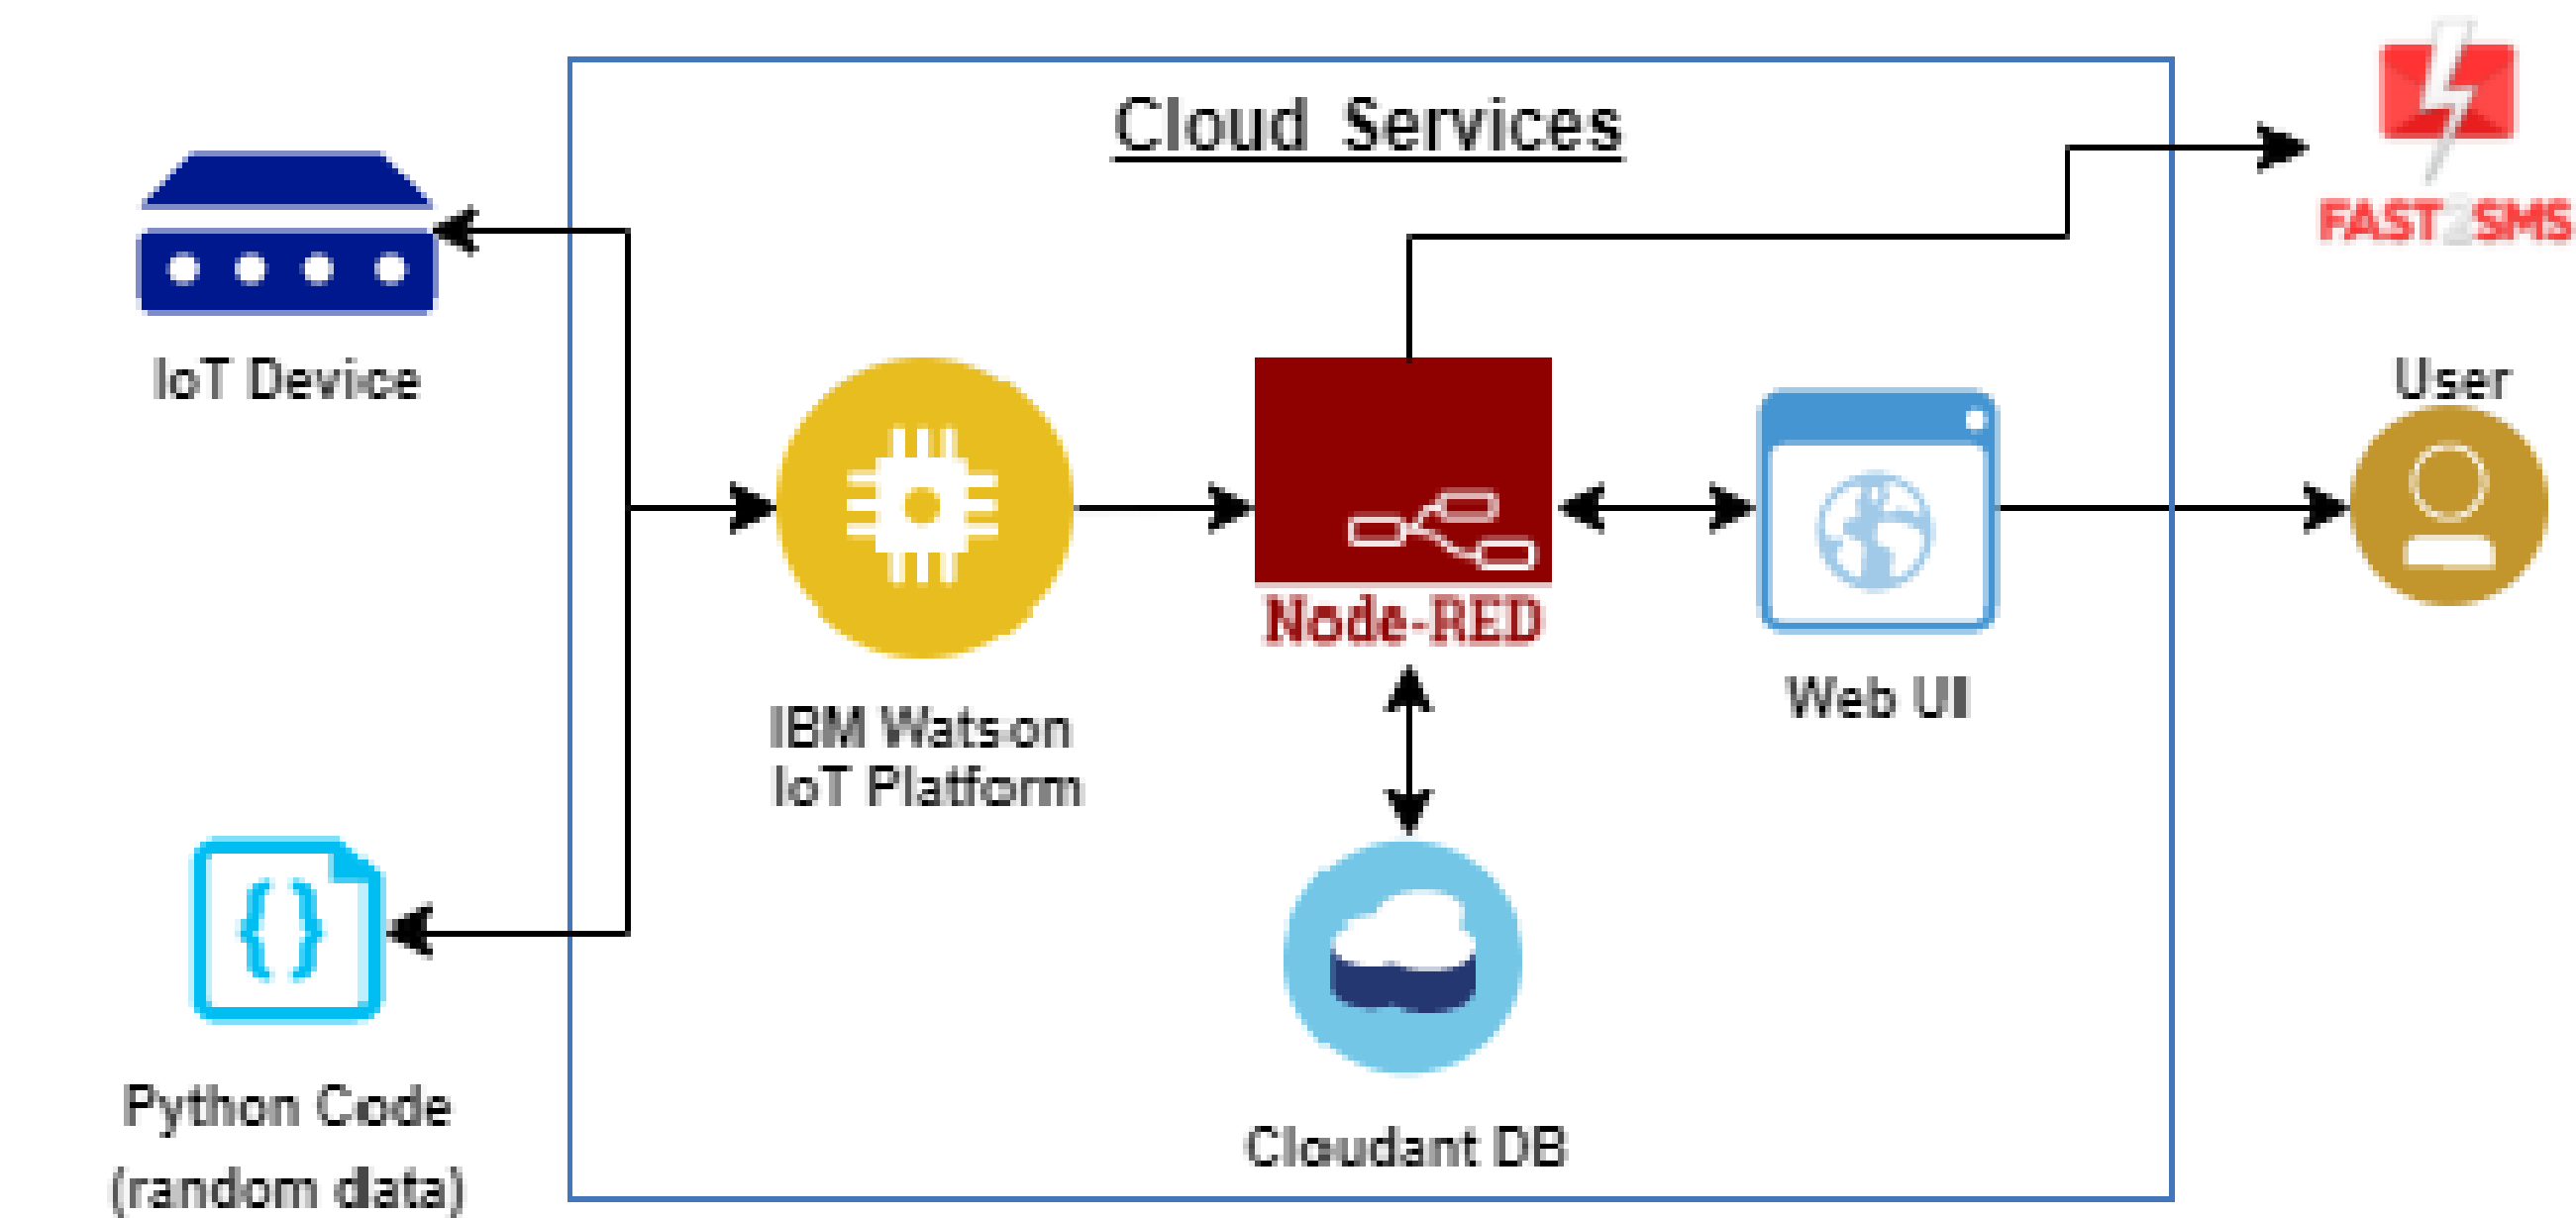 Cloud Services
FAST2SMS
IoT Device
User
Node-RED
Web UI
IBM Watson
IoT Platform
Python Code
(random data)
Cloudant DB